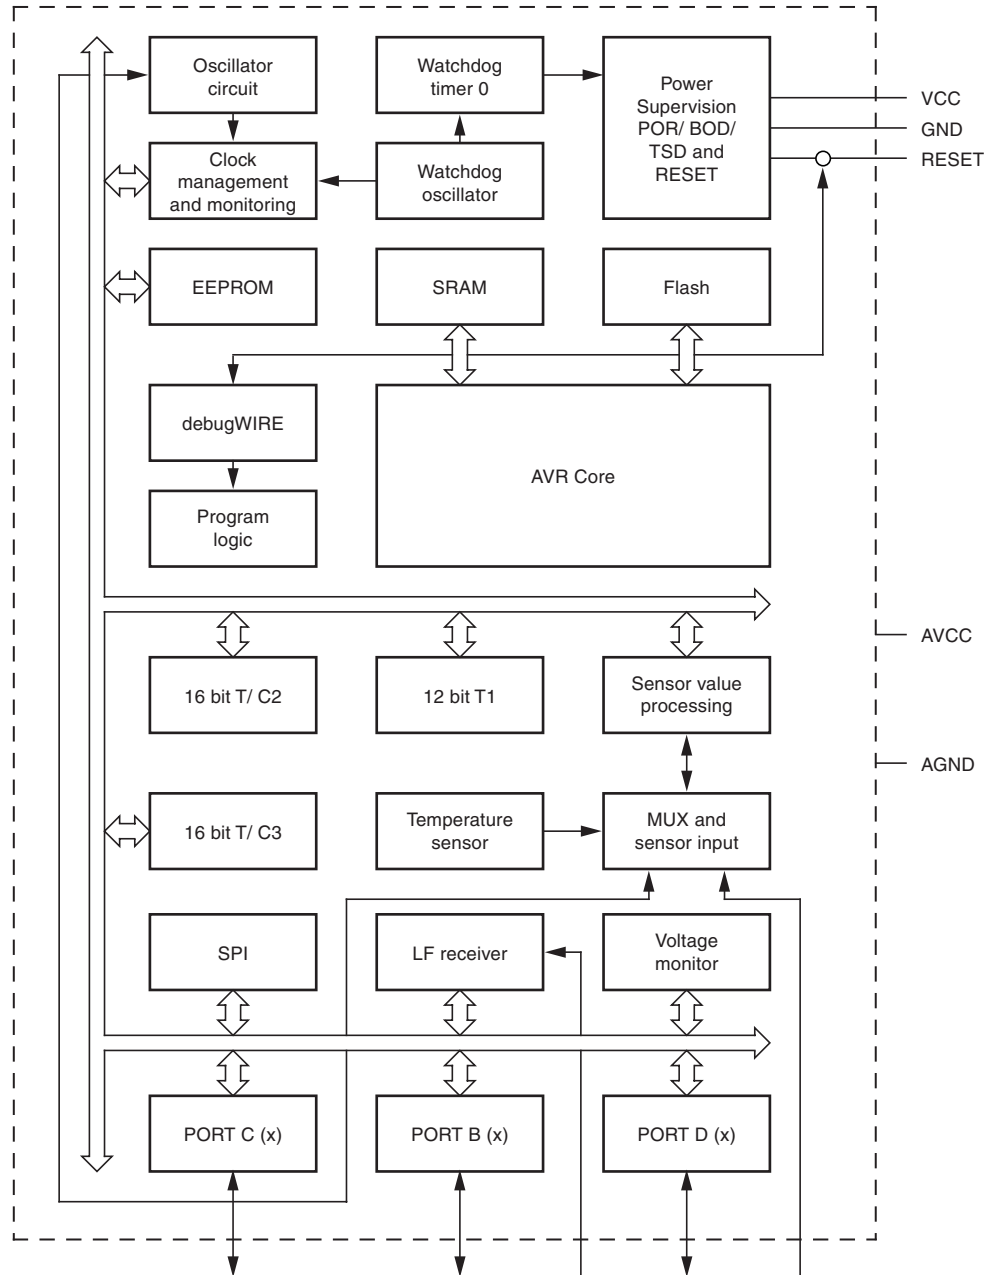 Oscillator
circuit
Watchdog
timer 0
Power
Supervision
POR/ BOD/
TSD and
RESET
VCC
GND
RESET
Clock
management
and monitoring
Watchdog
oscillator
EEPROM
SRAM
Flash
debugWIRE
AVR Core
Program
logic
AVCC
16 bit T/ C2
12 bit T1
Sensor value
processing
AGND
16 bit T/ C3
Temperature
sensor
MUX and
sensor input
SPI
LF receiver
Voltage
monitor
PORT C (x)
PORT B (x)
PORT D (x)